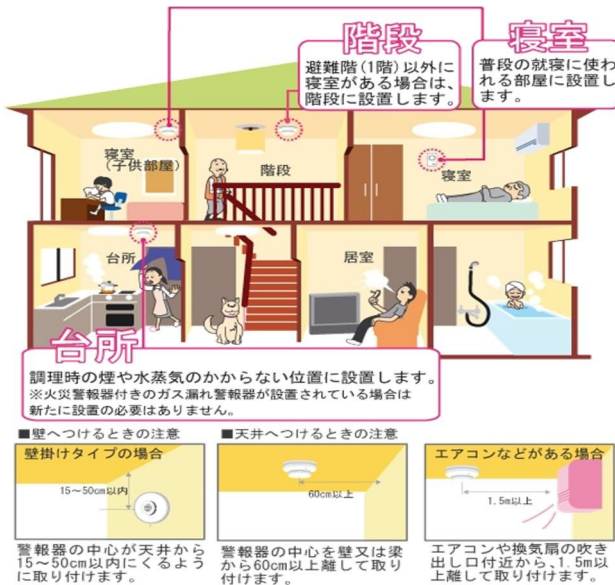 階段
避難階(1階)以外に
寝室がある場合は、
階段に設置します。
寝室
普段の就寝に使わ
れる部屋に設置し
ます。
寝室
(子供部屋)
階段
寝室
台所
居室
台所
調理時の煙や水蒸気のかからない位置に設置します。
※火災警報器付きのガス漏れ警報器が設置されている場合は
新たに設置の必要はありません。
■壁へつけるときの注意
壁掛けタイプの場合
15～50cm以内
警報器の中心が天井から
15～50cm以内にくるよう
に取り付けます。
■天井へつけるときの注意
60cm以上
警報器の中心を壁又は梁
から60cm以上離して取り
付けます。
エアコンなどがある場合
1.5m以上
エアコンや換気扇の吹き
出し口付近から、1.5m以
上離して取り付けます。